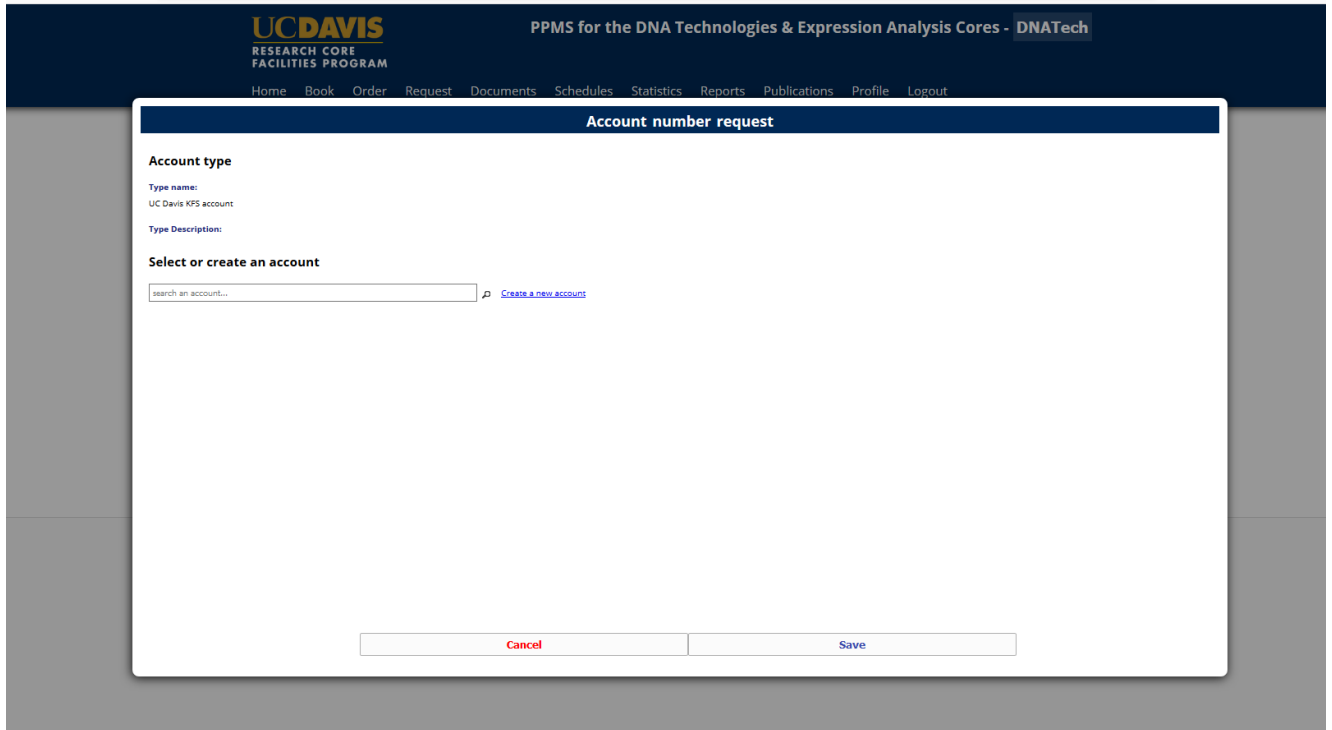 UCDAVIS
RESEARCH CORE
FACILITIES PROGRAM
PPMS for the DNA Technologies & Expression Analysis Cores - DNATech
Home Book Order Request Documents Schedules Statistics Reports Publications Profile Logout
Account number request
Account type
Type name:
UC Davis KFS account
Type Description:
Select or create an account
search an account...
Create a new account
Cancel Save